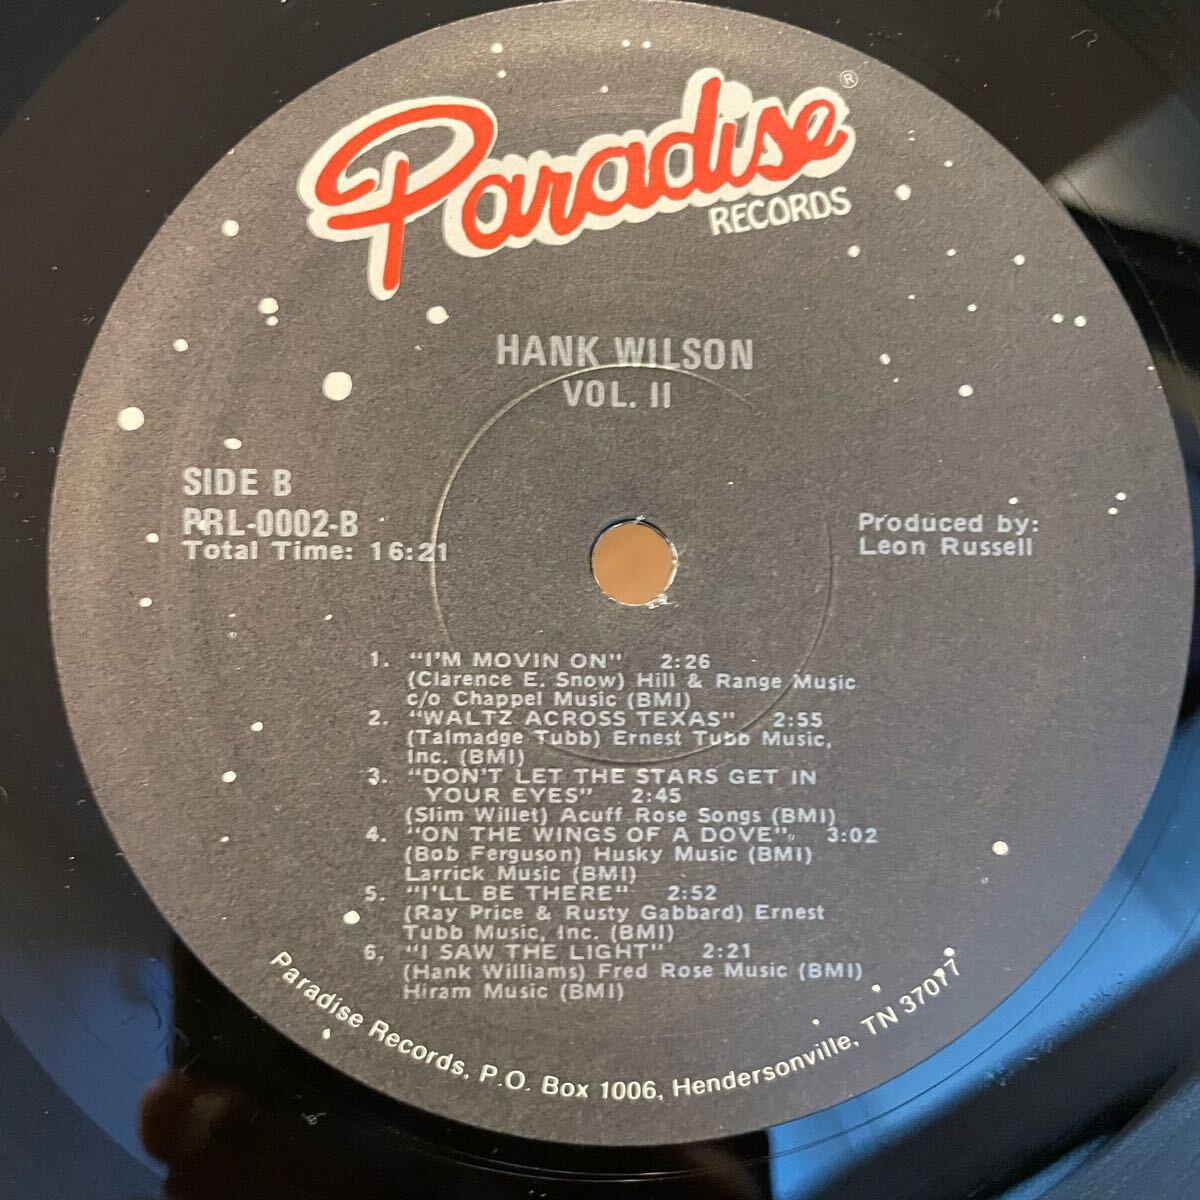 Paradise ®
RECORDS
HANK WILSON
VOL. II
SIDE B
PRL-0002-B
Total Time: 16:21
Produced by:
Leon Russell
1. "I'M MOVIN ON" 2:26
(Clarence E. Snow) Hill & Range Music
c/o Chappel Music (BMI)
2. "WALTZ ACROSS TEXAS" 2:55
(Talmadge Tubb) Ernest Tubb Music,
Inc. (BMI)
3. "DON'T LET THE STARS GET IN
YOUR EYES" 2:45
(Slim Willet) Acuff Rose Songs (BMI)
4. "ON THE WINGS OF A DOVE" 3:02
(Bob Ferguson) Husky Music (BMI)
Larrick Music (BMI)
5. "I'LL BE THERE" 2:52
(Ray Price & Rusty Gabbard) Ernest
Tubb Music, Inc. (BMI)
6. "I SAW THE LIGHT" 2:21
(Hank Williams) Fred Rose Music (BMI)
Hiram Music (BMI)
Paradise Records, P.O. Box 1006, Hendersonville, TN 37077